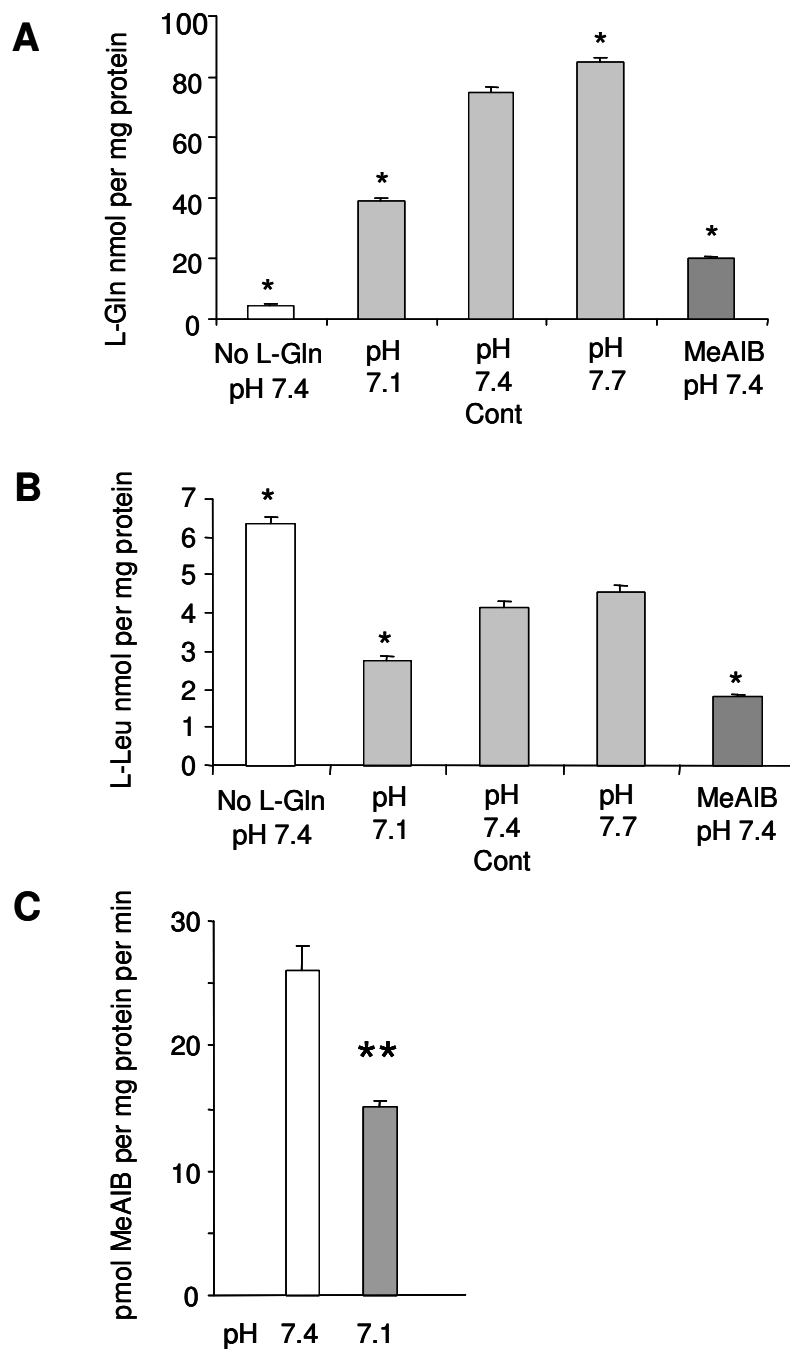 A
L-Gln nmol per mg protein
100
80
60
40
20
0
*
*
*
*
No L-Gln
pH 7.4
pH
7.1
pH
7.4
Cont
pH
7.7
MeAIB
pH 7.4
B
L-Leu nmol per mg protein
7
6
5
4
3
2
1
0
*
*
*
No L-Gln
pH 7.4
pH
7.1
pH
7.4
Cont
pH
7.7
MeAIB
pH 7.4
C
pmol MeAIB per mg protein per min
30
20
10
0
**
pH 7.4 7.1